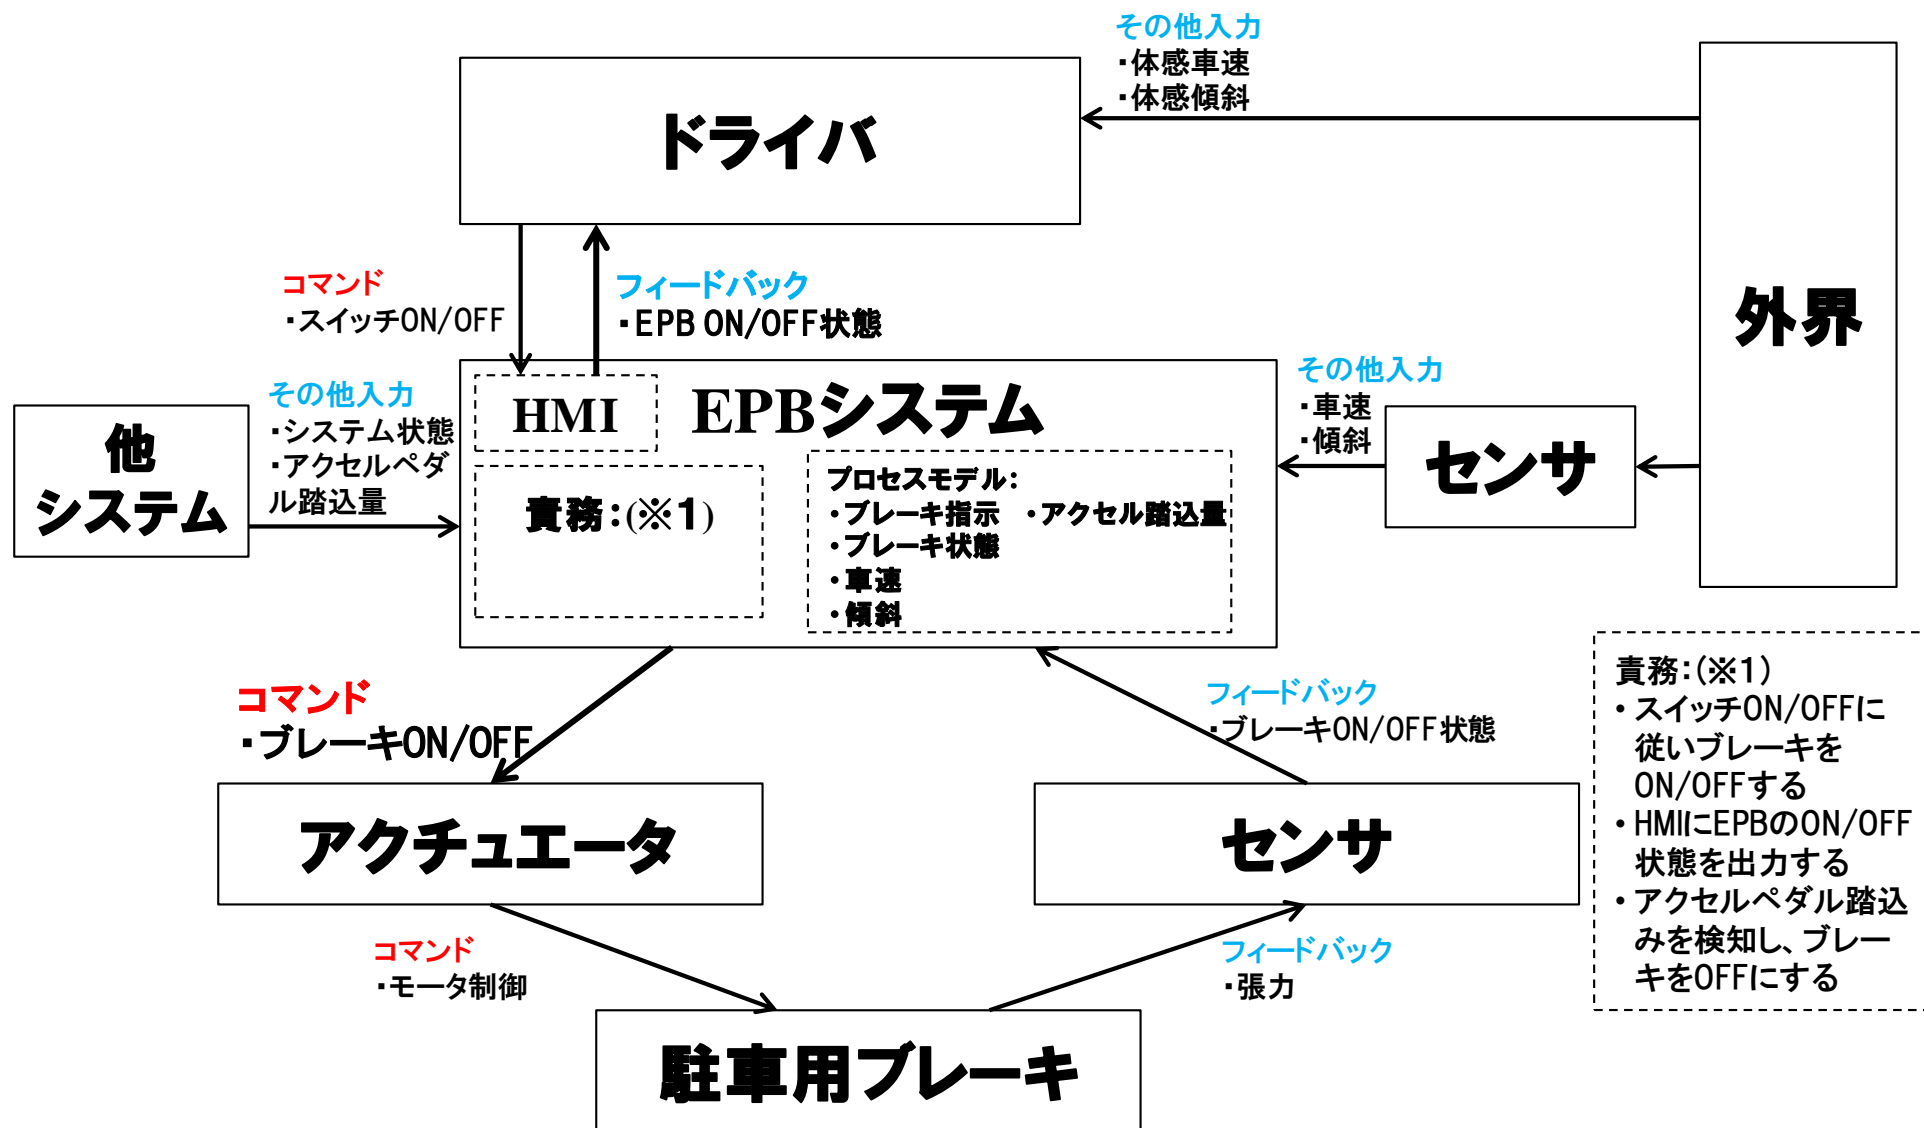 その他入力
・体感車速
・体感傾斜
ドライバ
外界
コマンド
・スイッチON/OFF
フィードバック
・EPB ON/OFF状態
その他入力
・システム状態
・アクセルペダ
ル踏込量
他
システム
HMI
EPBシステム
責務:(※1)
プロセスモデル:
・ブレーキ指示 ・アクセル踏込量
・ブレーキ状態
・車速
・傾斜
その他入力
・車速
・傾斜
センサ
コマンド
・ブレーキON/OFF
フィードバック
・ブレーキON/OFF状態
アクチュエータ
センサ
コマンド
・モータ制御
フィードバック
・張力
駐車用ブレーキ
責務:(※1)
・スイッチON/OFFに
従いブレーキを
ON/OFFする
・HMIにEPBのON/OFF
状態を出力する
・アクセルペダル踏込
みを検知し、ブレー
キをOFFにする